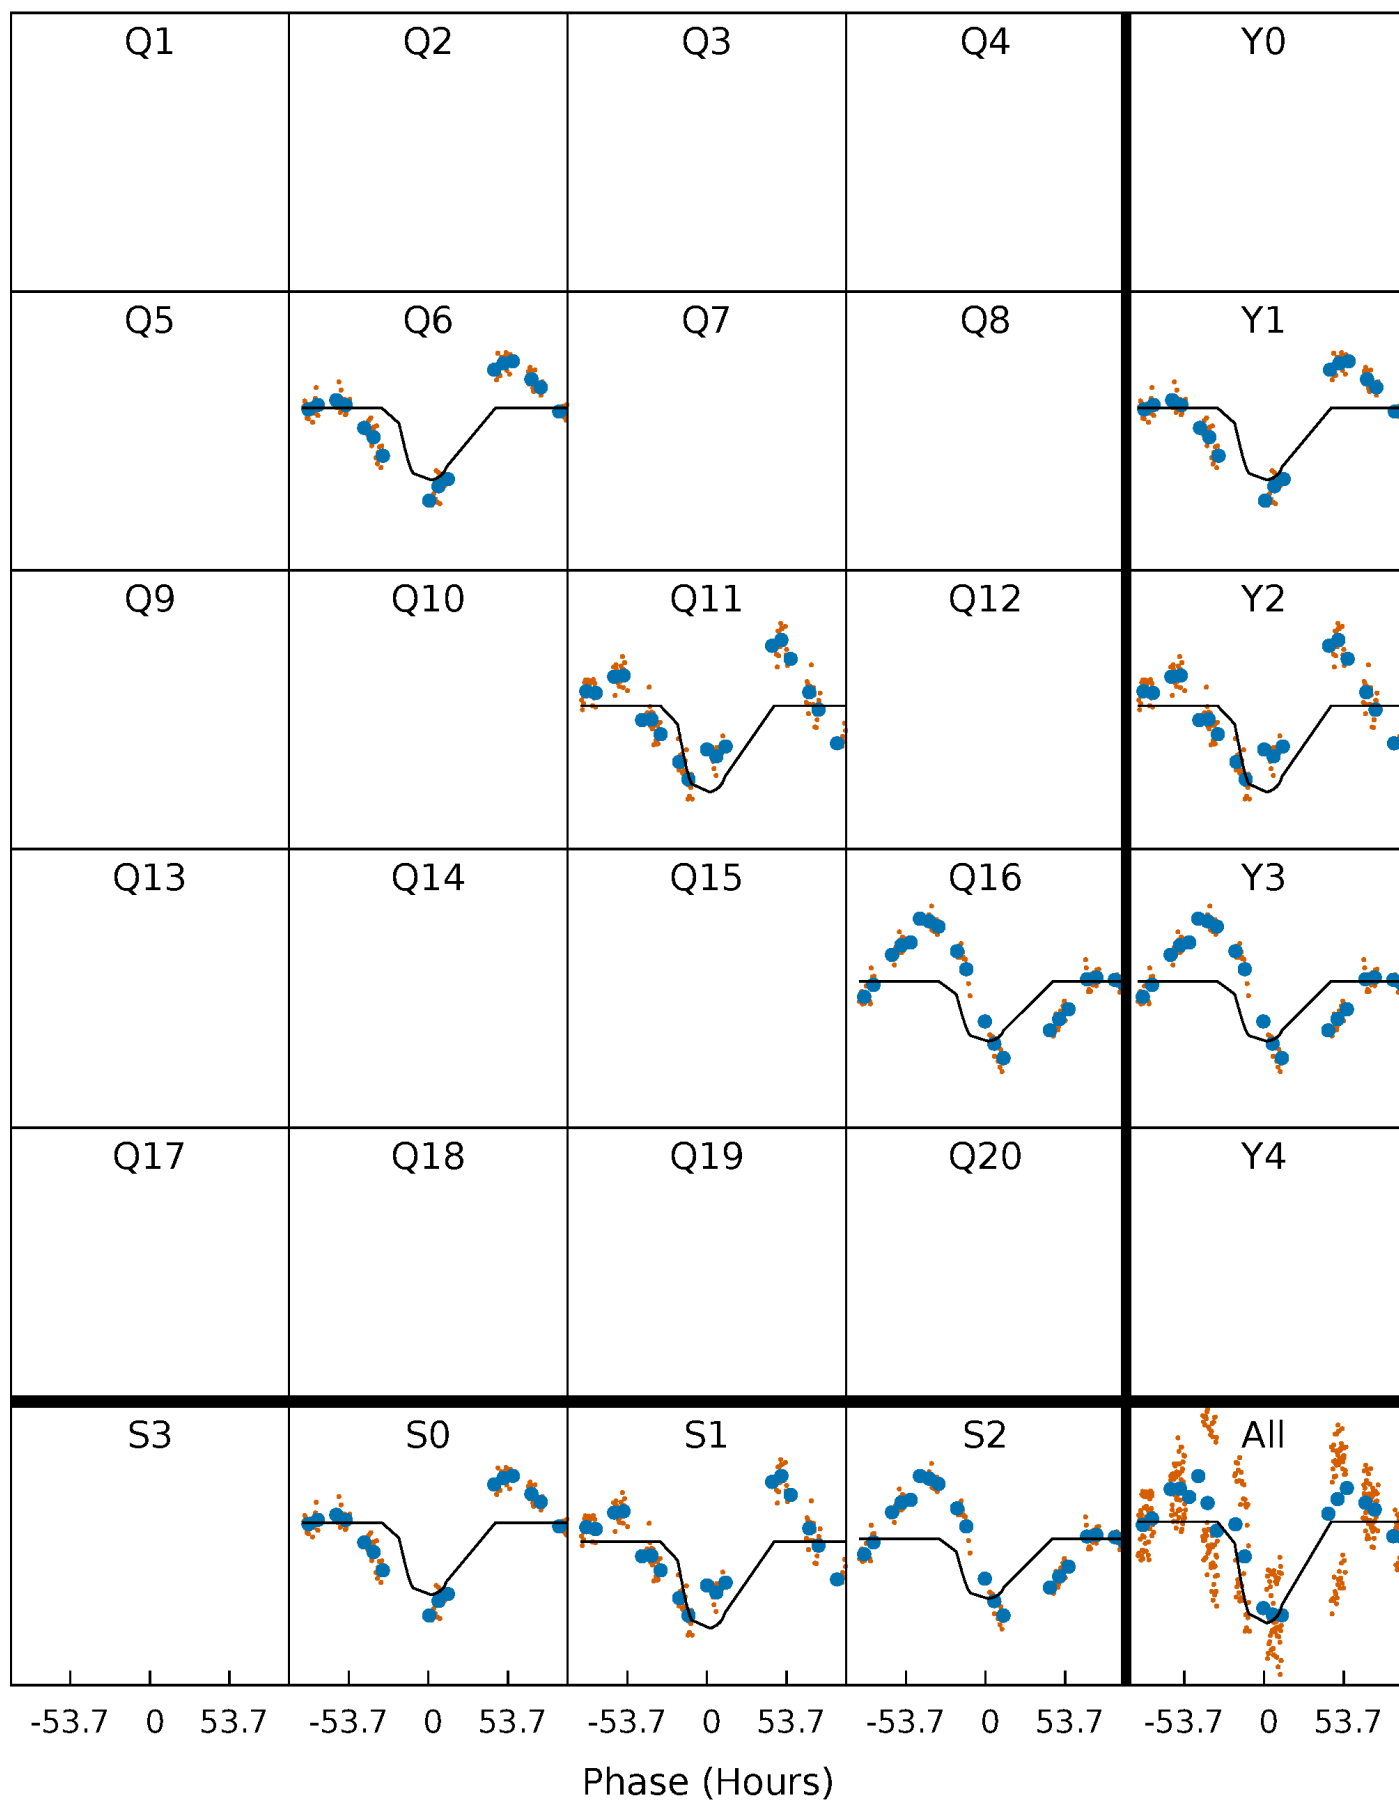 Q1 Q2 Q3 Q4 Y0
Q5 Q6 Q7 Q8 Y1
Q9 Q10 Q11 Q12 Y2
Q13 Q14 Q15 Q16 Y3
Q17 Q18 Q19 Q20 Y4
S3 S0 S1 S2 All
-53.7 0 53.7 -53.7 0 53.7 -53.7 0 53.7 -53.7 0 53.7 -53.7 0 53.7
Phase (Hours)